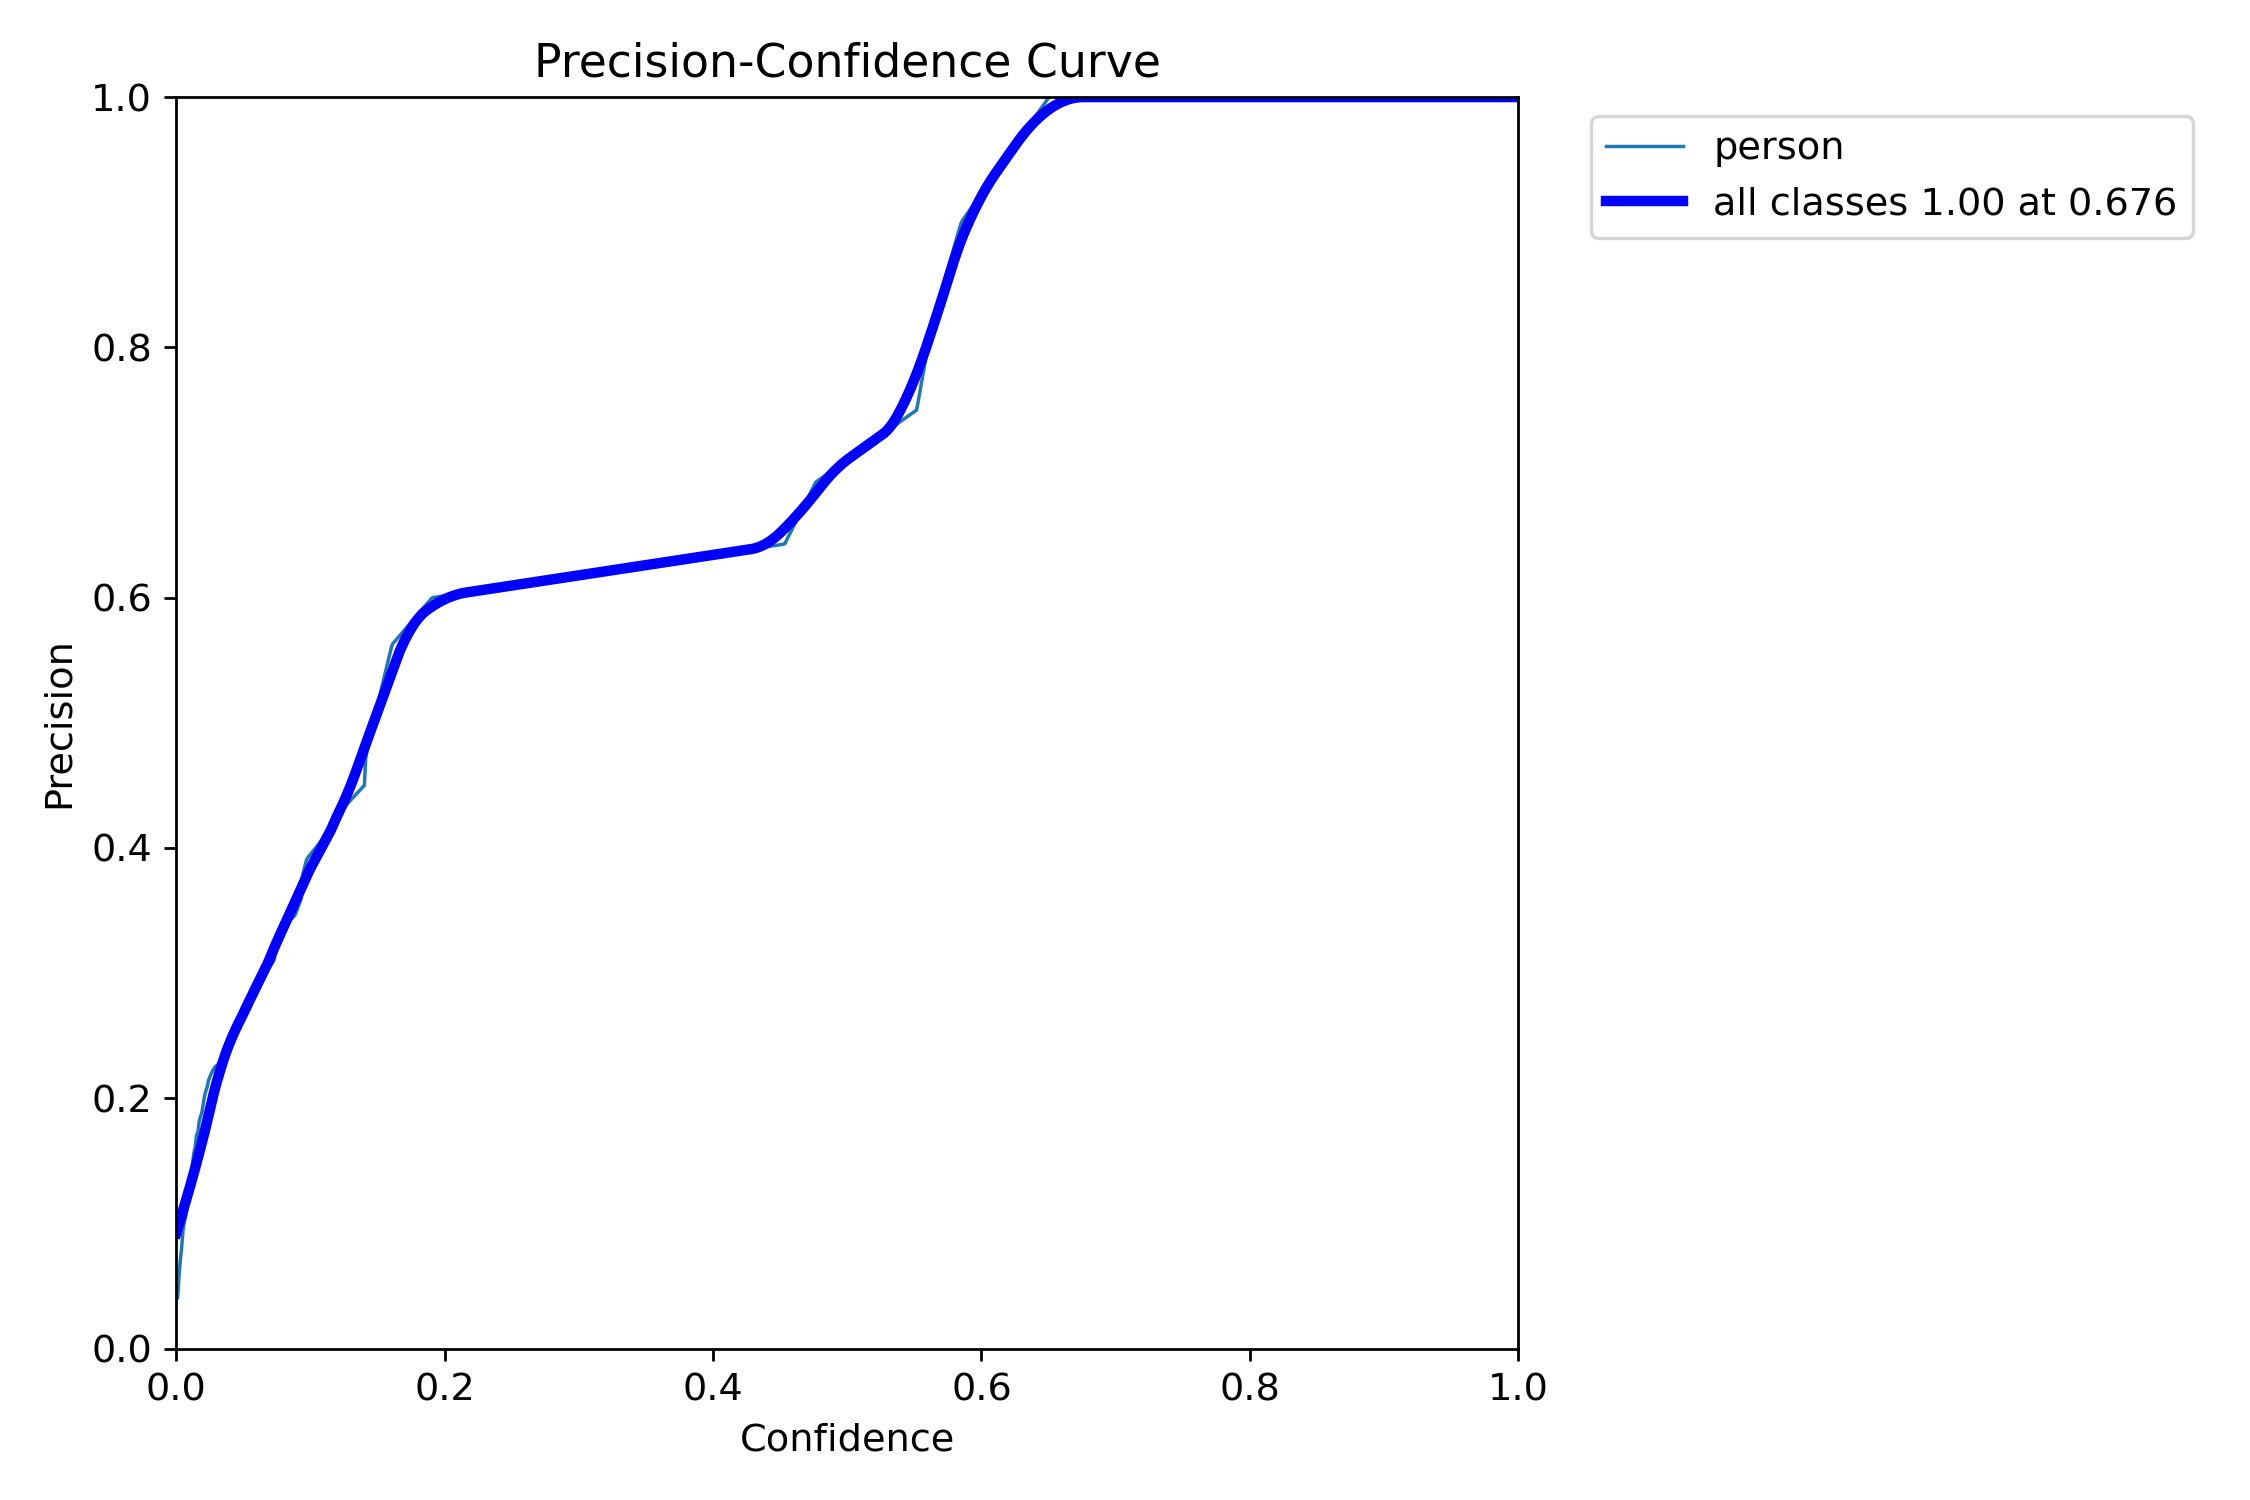 Precision-Confidence Curve
person
all classes 1.00 at 0.676
Precision
1.0
0.8
0.6
0.4
0.2
0.0
0.0 0.2 0.4 0.6 0.8 1.0
Confidence